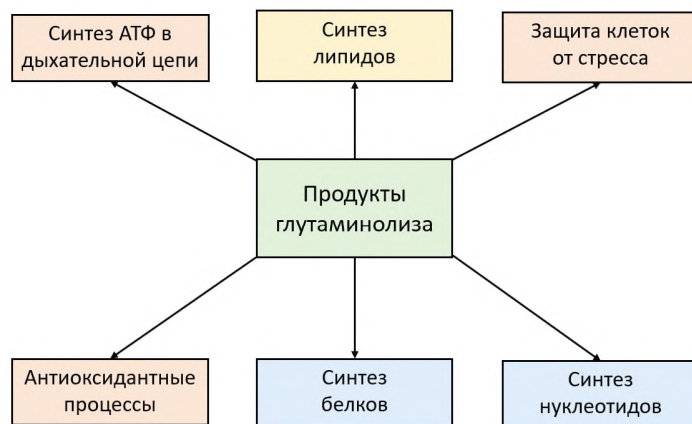 Синтез АТФ в
дыхательной цепи
Синтез
липидов
Защита клеток
от стресса
Продукты
глутаминолиза
Антиоксидантные
процессы
Синтез
белков
Синтез
нуклеотидов